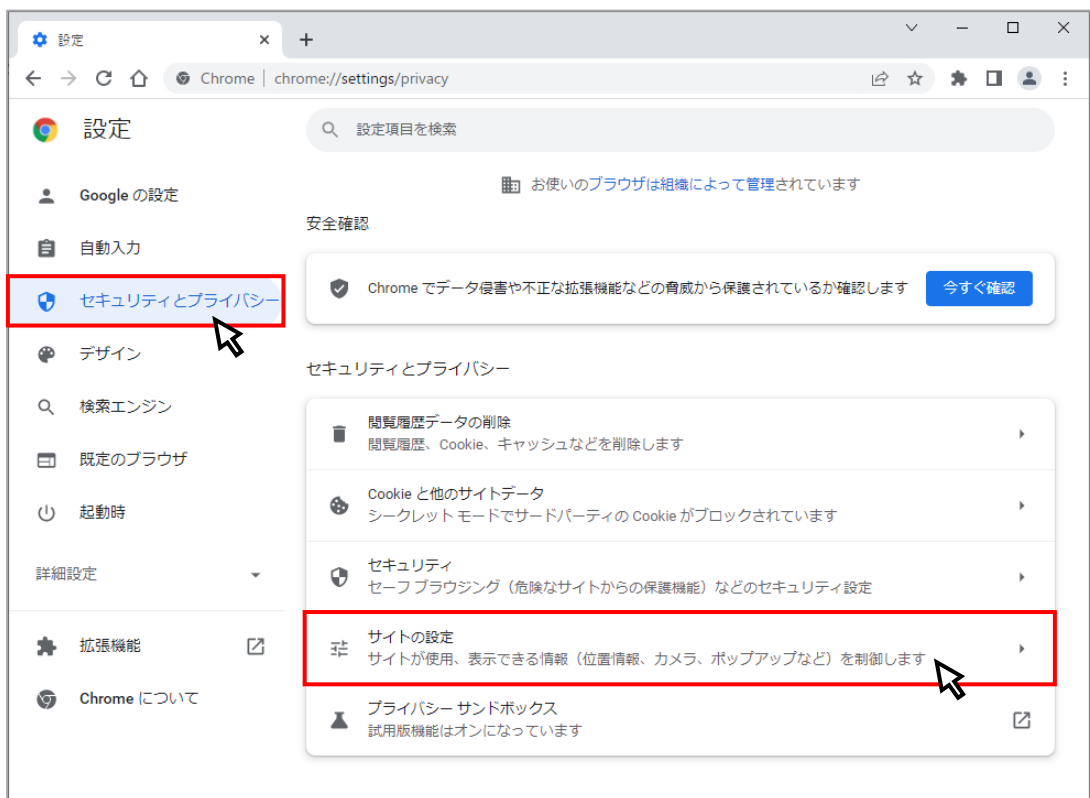 設定
Chrome | chrome://settings/privacy
設定
設定項目を検索
Google の設定
自動入力
セキュリティとプライバシー
デザイン
検索エンジン
既定のブラウザ
起動時
詳細設定
拡張機能
Chrome について
お使いのブラウザは組織によって管理されています
安全確認
Chrome でデータ侵害や不正な拡張機能などの脅威から保護されているか確認します
今すぐ確認
セキュリティとプライバシー
閲覧履歴データの削除
閲覧履歴、Cookie、キャッシュなどを削除します
Cookie と他のサイトデータ
シークレット モードでサードパーティの Cookie がブロックされています
セキュリティ
セーフ ブラウジング（危険なサイトからの保護機能）などのセキュリティ設定
サイトの設定
サイトが使用、表示できる情報（位置情報、カメラ、ポップアップなど）を制御します
プライバシー サンドボックス
試用版機能はオンになっています